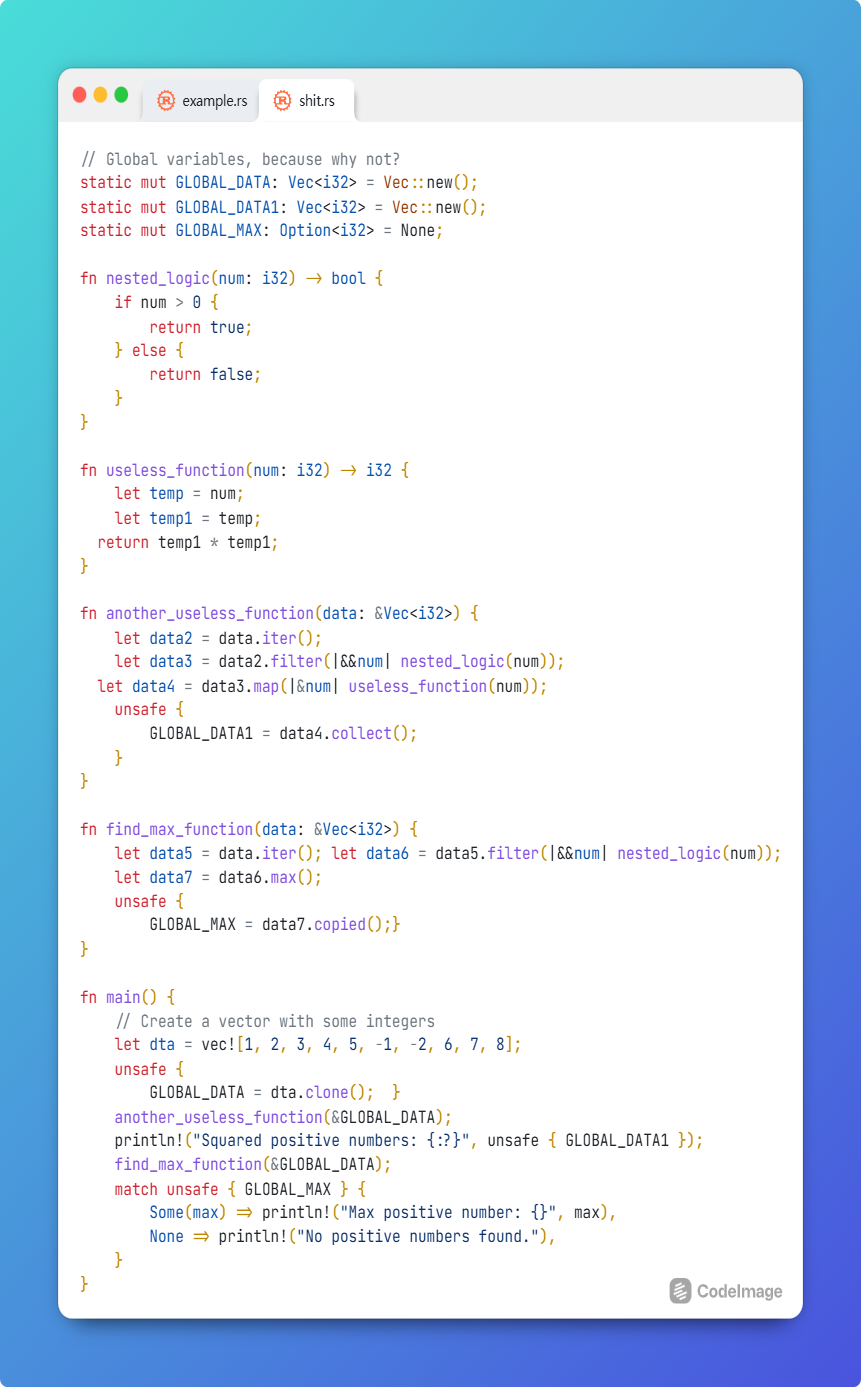 example.rs shit.rs
// Global variables, because why not?
static mut GLOBAL_DATA: Vec<i32> = Vec::new();
static mut GLOBAL_DATA1: Vec<i32> = Vec::new();
static mut GLOBAL_MAX: Option<i32> = None;

fn nested_logic(num: i32) -> bool {
    if num > 0 {
        return true;
    } else {
        return false;
    }
}

fn useless_function(num: i32) -> i32 {
    let temp = num;
    let temp1 = temp;
  return temp1 * temp1;
}

fn another_useless_function(data: &Vec<i32>) {
    let data2 = data.iter();
    let data3 = data2.filter(|&&num| nested_logic(num));
  let data4 = data3.map(|&num| useless_function(num));
    unsafe {
        GLOBAL_DATA1 = data4.collect();
    }
}

fn find_max_function(data: &Vec<i32>) {
    let data5 = data.iter(); let data6 = data5.filter(|&&num| nested_logic(num));
    let data7 = data6.max();
    unsafe {
        GLOBAL_MAX = data7.copied();}
}

fn main() {
    // Create a vector with some integers
    let dta = vec![1, 2, 3, 4, 5, -1, -2, 6, 7, 8];
    unsafe {
        GLOBAL_DATA = dta.clone();  }
    another_useless_function(&GLOBAL_DATA);
    println!("Squared positive numbers: {:?}", unsafe { GLOBAL_DATA1 });
    find_max_function(&GLOBAL_DATA);
    match unsafe { GLOBAL_MAX } {
        Some(max) => println!("Max positive number: {}", max),
        None => println!("No positive numbers found."),
    }
}
CodeImage